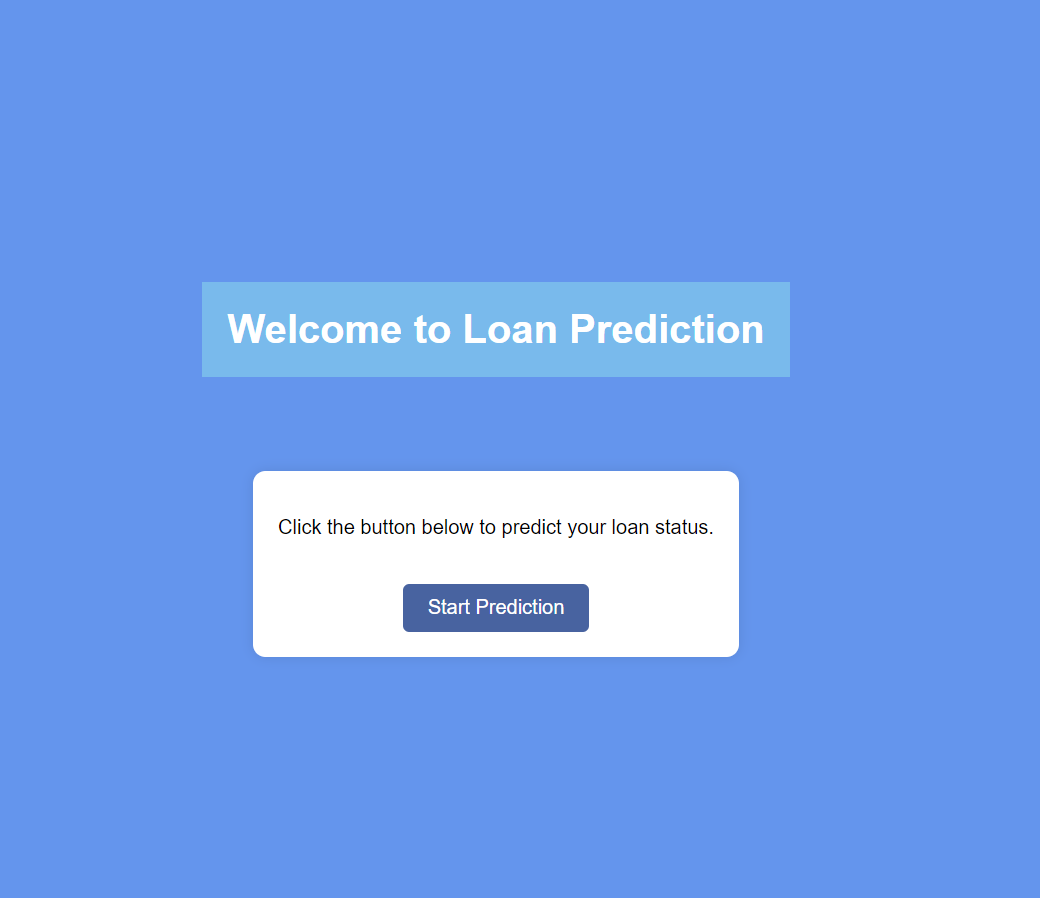 Welcome to Loan Prediction
Click the button below to predict your loan status.
Start Prediction